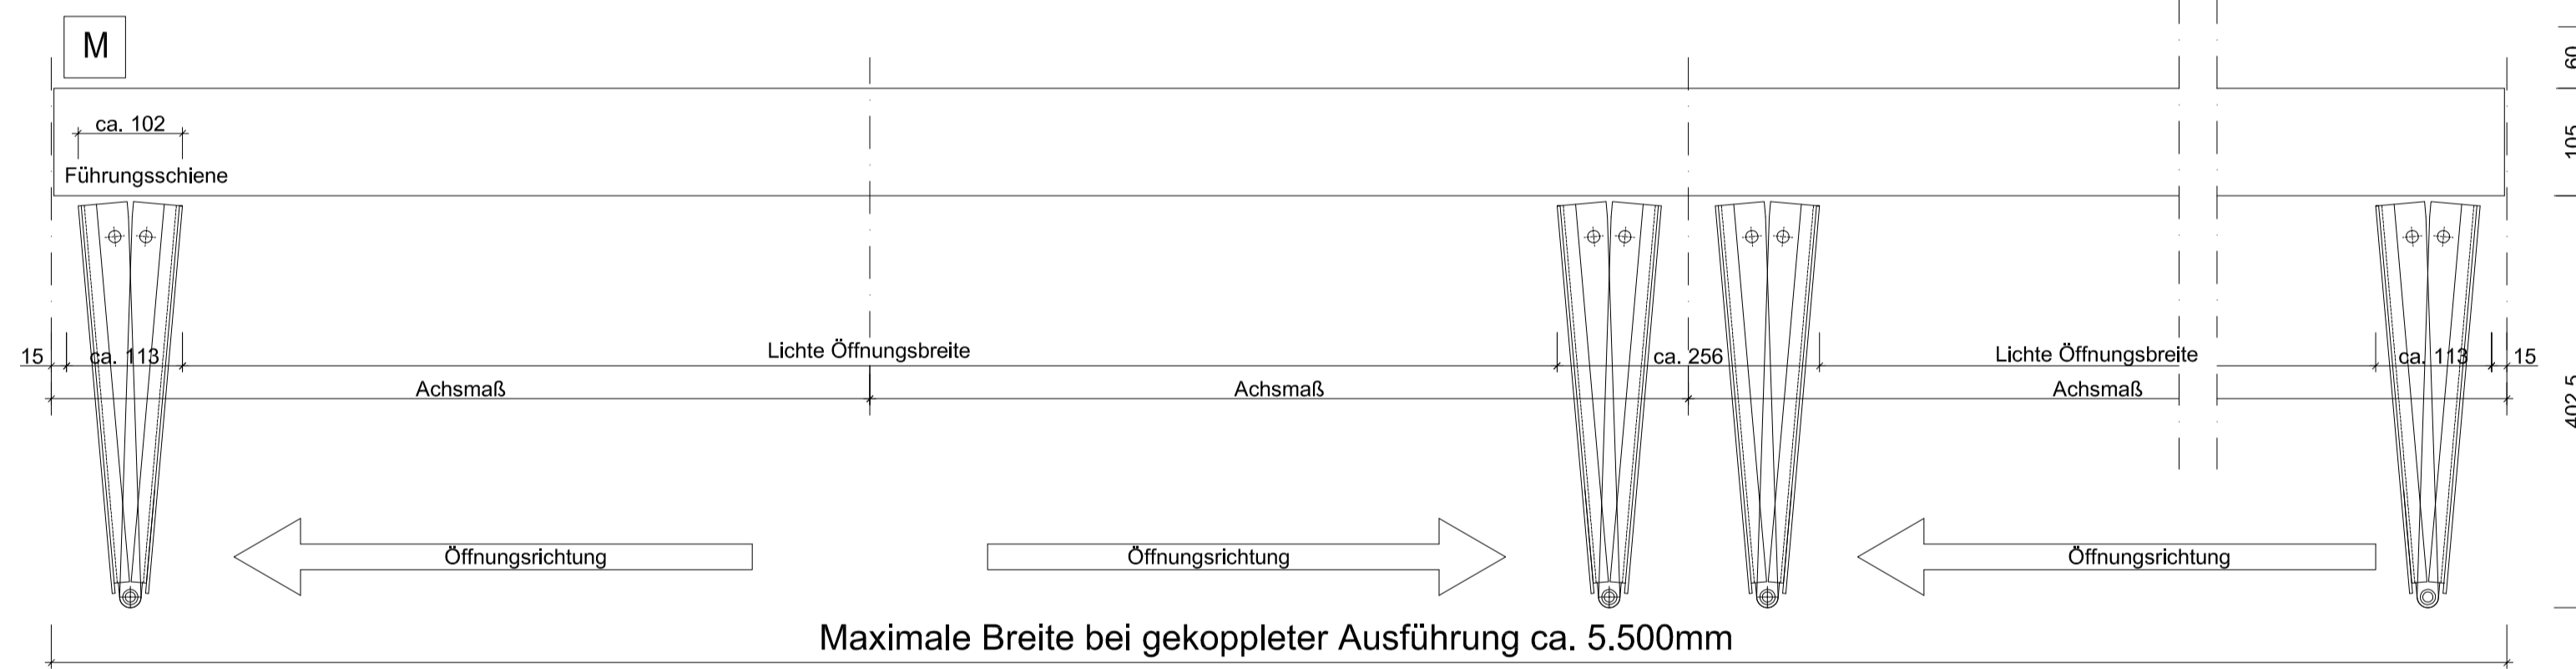 M
60
ca. 102
105
Führungsschiene
15 ca. 113 Lichte Öffnungsbreite ca. 256 Lichte Öffnungsbreite ca. 113 15
Achsmaß Achsmaß Achsmaß
402,5
Öffnungsrichtung Öffnungsrichtung Öffnungsrichtung
Maximale Breite bei gekoppleter Ausführung ca. 5.500mm